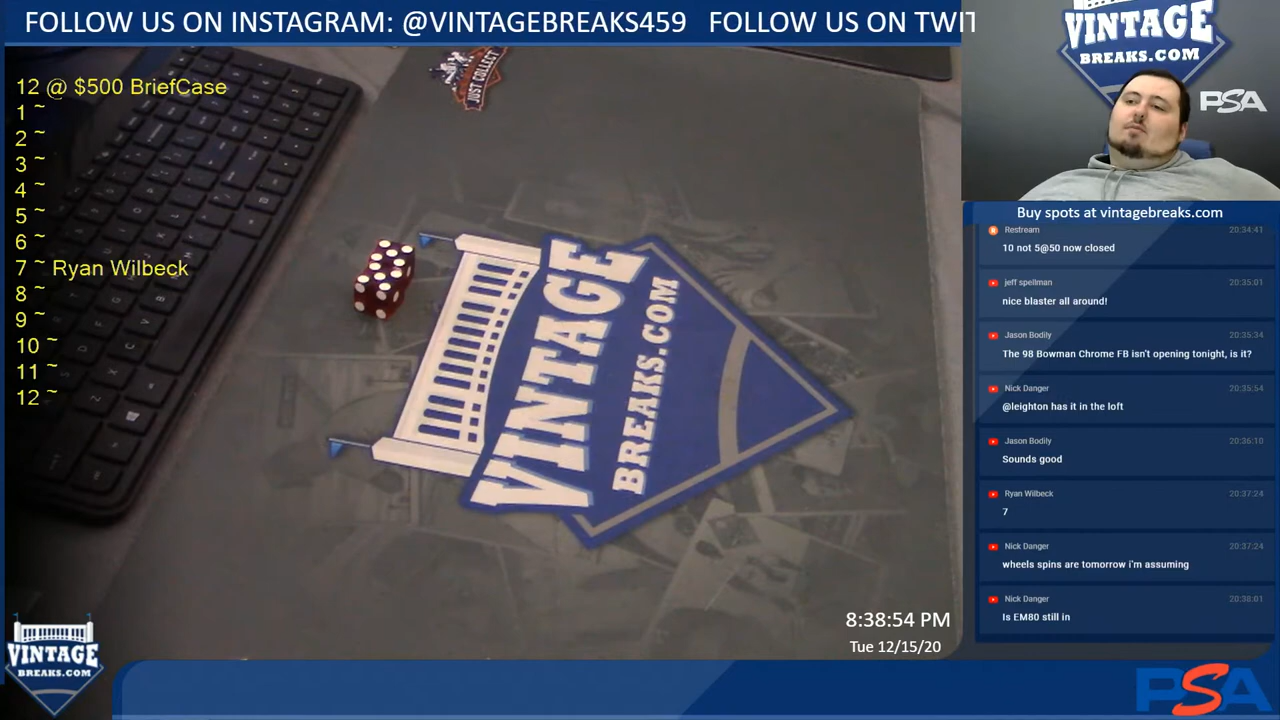 FOLLOW US ON INSTAGRAM: @VINTAGEBREAKS459 FOLLOW US ON TWIT
12 @ $500 BriefCase
1 ~
2 ~
3 ~
4 ~
5 ~
6 ~
7 ~ Ryan Wilbeck
8 ~
9 ~
10 ~
11 ~
12 ~
JUST COLLECT
VINTAGE
BREAKS.COM
8:38:54 PM
Tue 12/15/20
VINTAGE
BREAKS.COM
VINTAGE
BREAKS.COM
PSA
Buy spots at vintagebreaks.com
Restream 20:34:41
10 not 5@50 now closed
jeff spellman 20:35:01
nice blaster all around!
Jason Bodily 20:35:34
The 98 Bowman Chrome FB isn't opening tonight, is it?
Nick Danger 20:35:54
@leighton has it in the loft
Jason Bodily 20:36:10
Sounds good
Ryan Wilbeck 20:37:24
7
Nick Danger 20:37:24
wheels spins are tomorrow i'm assuming
Nick Danger 20:38:01
Is EM80 still in
PSA